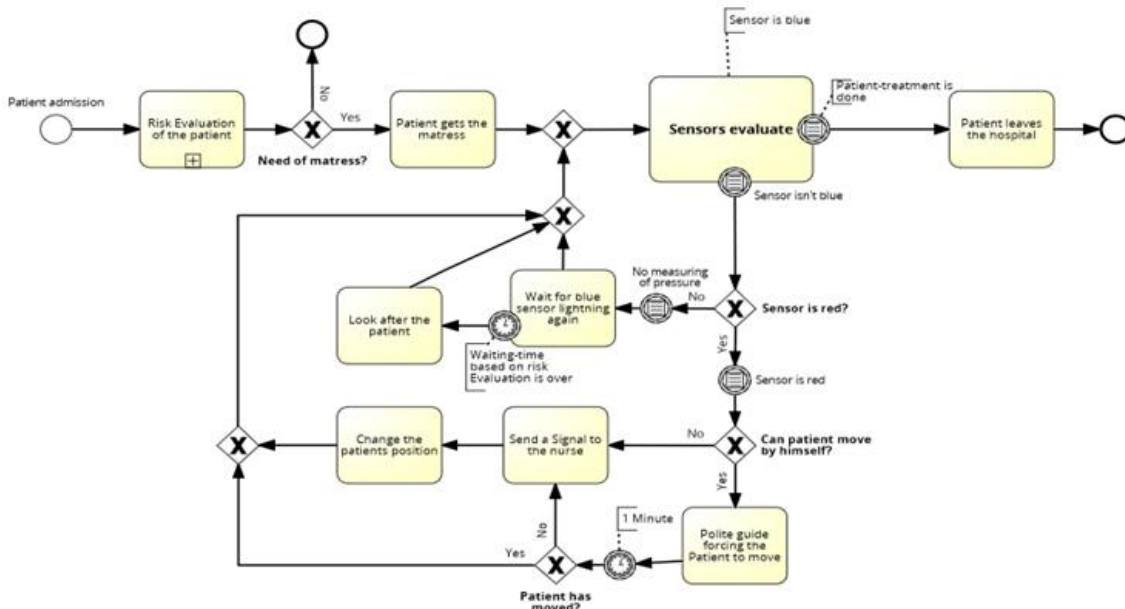 Sensor is blue
Patient admission
Risk Evaluation
of the patient
No
Yes
Need of matress?
Patient gets the
matress
Sensors evaluate
Patient-treatment is
done
Patient leaves
the hospital
Sensor isn't blue
No measuring
of pressure
No
Sensor is red?
Wait for blue
sensor lightning
again
Look after the
patient
Waiting-time
based on risk
Evaluation is over
Yes
Sensor is red
Change the
patients position
Send a Signal to
the nurse
No
Can patient move
by himself?
Yes
No
1 Minute
Polite guide
forcing the
Patient to move
Yes
Patient has
moved?